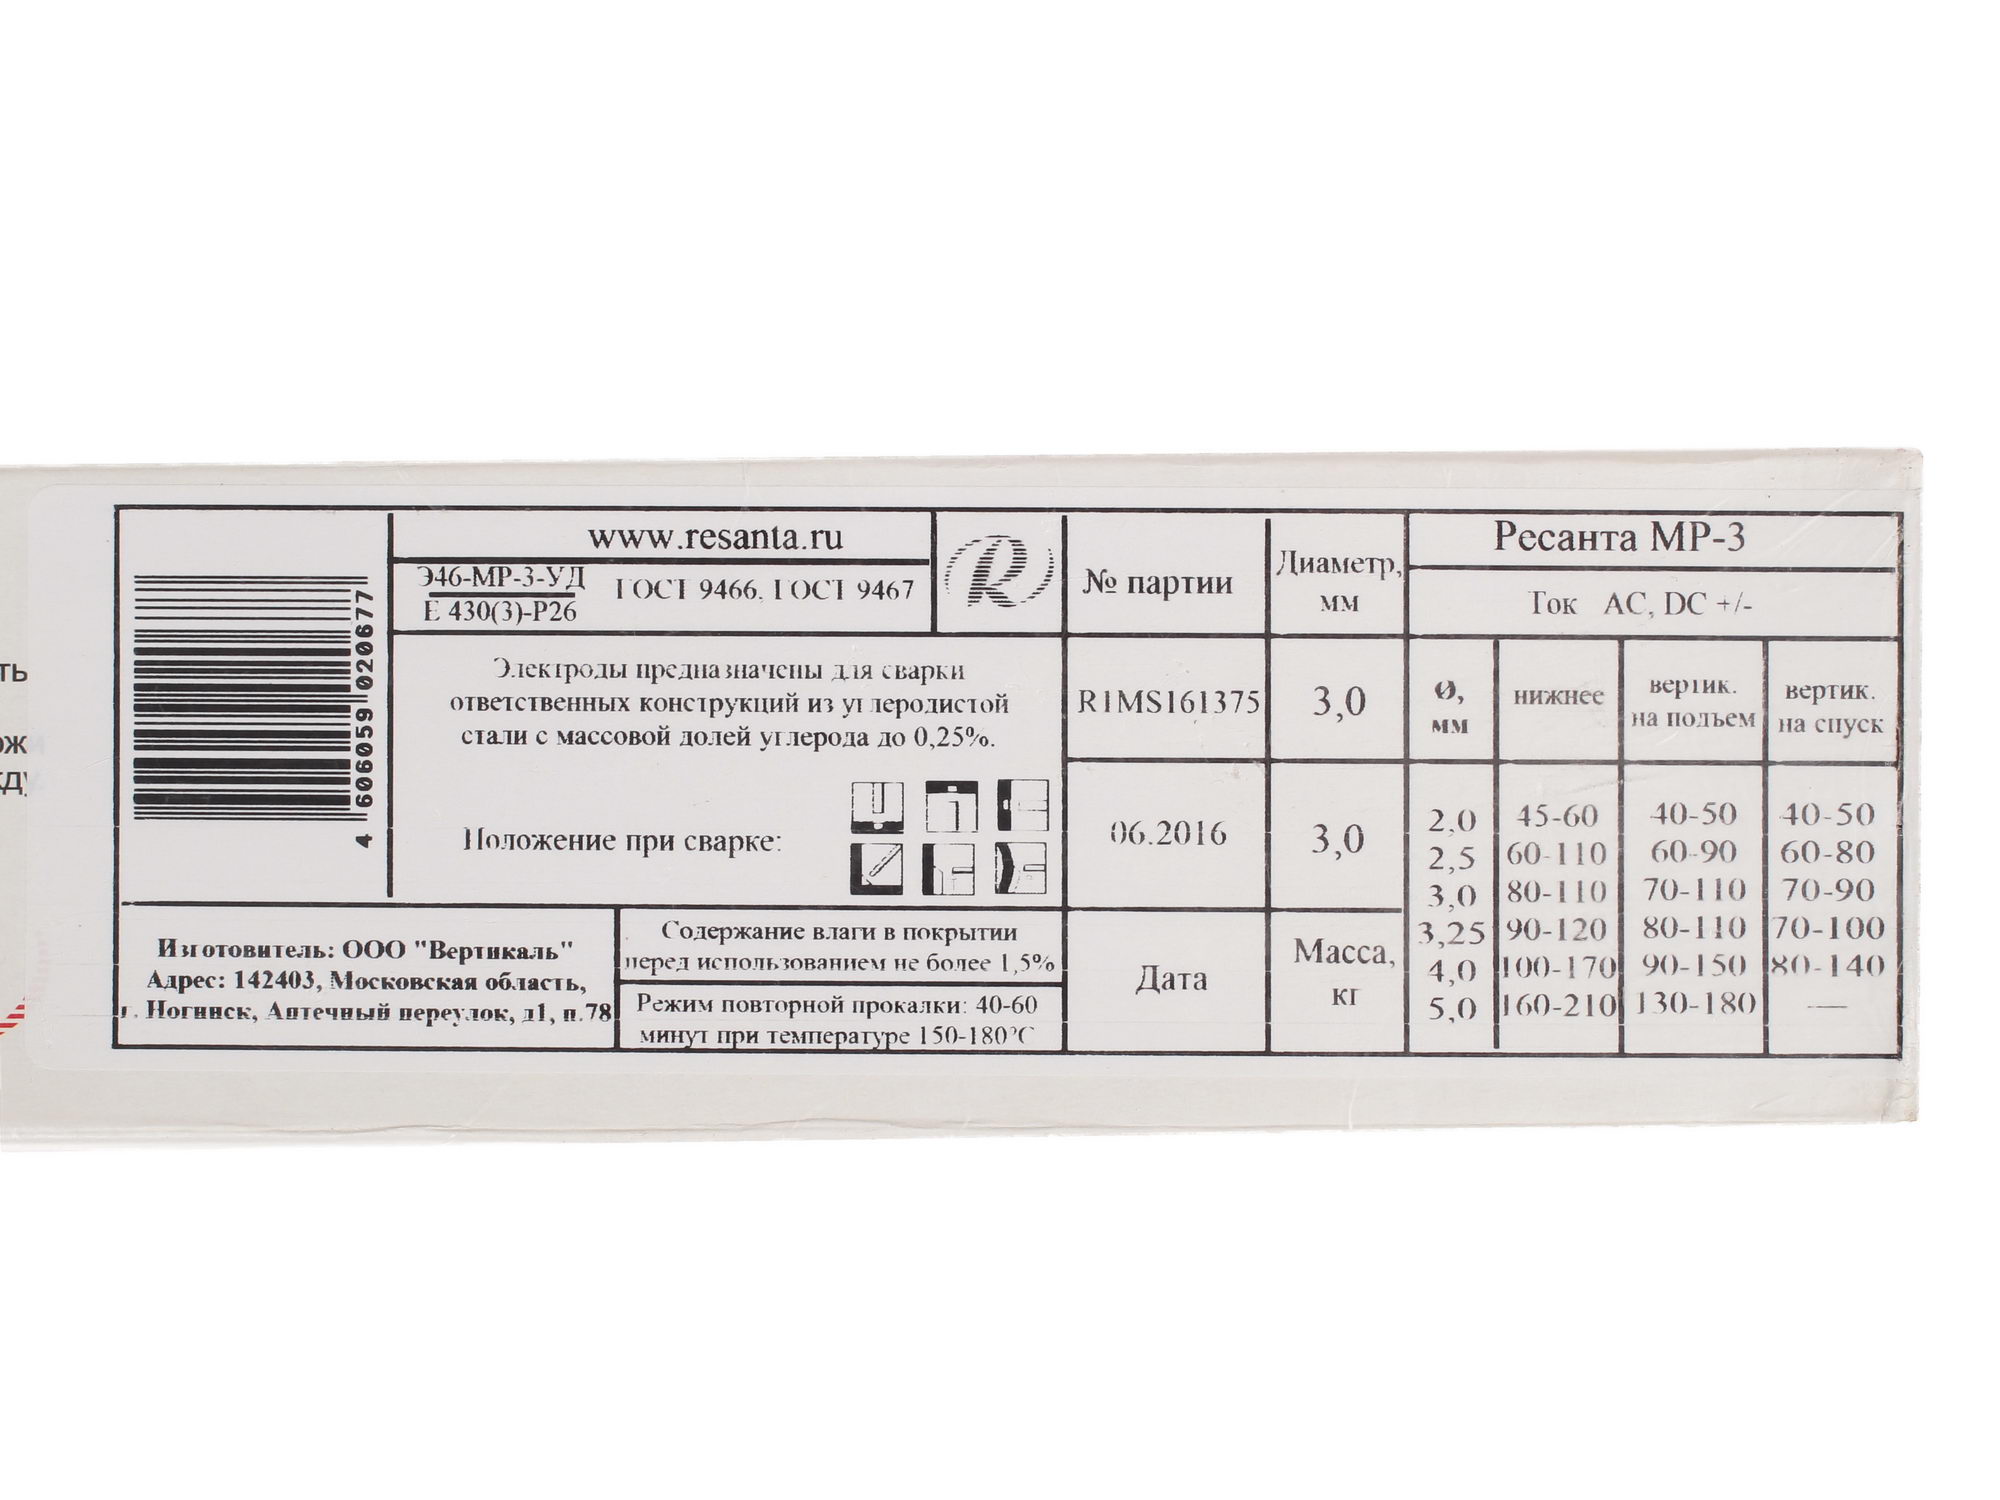 www.resanta.ru
Э46-МР-3-УД
Е 430(3)-Р26
ГОСТ 9466, ГОСТ 9467
R
Электроды предназначены для сварки
ответственных конструкций из углеродистой
стали с массовой долей углерода до 0,25%.
Положение при сварке:
4 606059 020677
Изготовитель: ООО "Вертикаль"
Адрес: 142403, Московская область,
г. Ногинск, Аптечный переулок, д1, п.78
Содержание влаги в покрытии
перед использованием не более 1,5%
Режим повторной прокалки: 40-60
минут при температуре 150-180°С
№ партии
Диаметр,
мм
R1MS161375
3,0
06.2016
3,0
Дата
Масса,
кг
Ресанта МР-3
Ток АС, DC +/-
Ø,
мм
нижнее
вертик.
на подъем
вертик.
на спуск
2,0 45-60 40-50 40-50
2,5 60-110 60-90 60-80
3,0 80-110 70-110 70-90
3,25 90-120 80-110 70-100
4,0 100-170 90-150 80-140
5,0 160-210 130-180 —